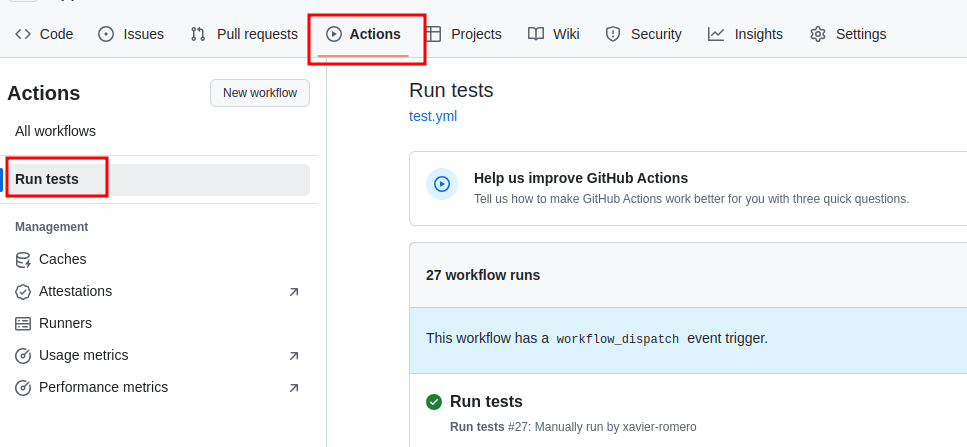 Code Issues Pull requests Actions Projects Wiki Security Insights Settings
Actions
New workflow
All workflows
Run tests
Management
Caches
Attestations
Runners
Usage metrics
Performance metrics
Run tests
test.yml
Help us improve GitHub Actions
Tell us how to make GitHub Actions work better for you with three quick questions.
27 workflow runs
This workflow has a workflow_dispatch event trigger.
Run tests
Run tests #27: Manually run by xavier-romero